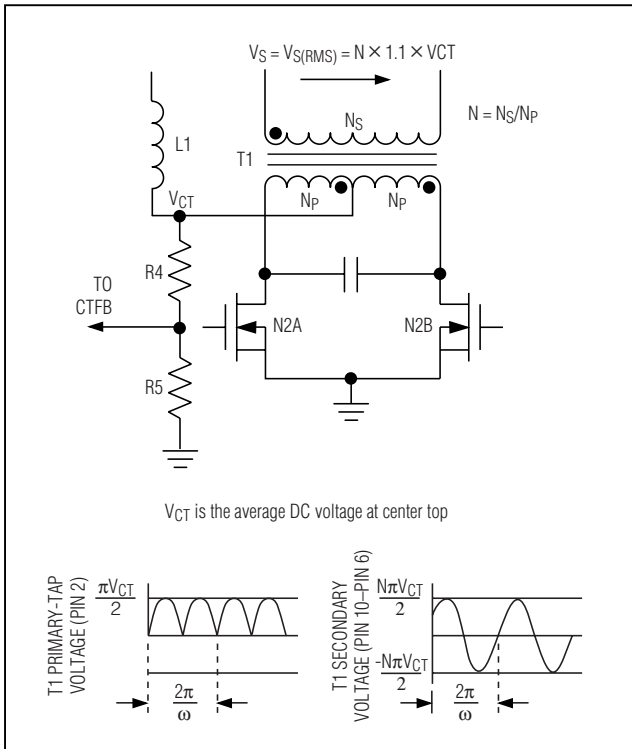 V_S = V_S(RMS) = N × 1.1 × VCT
N = N_S/N_P
N_S
L1
T1
V_CT
N_P
N_P
R4
TO
CTFB
N2A
N2B
R5
V_CT is the average DC voltage at center top
T1 PRIMARY-TAP
VOLTAGE (PIN 2)
πV_CT
2
2π
ω
T1 SECONDARY
VOLTAGE (PIN 10–PIN 6)
NπV_CT
2
-NπV_CT
2
2π
ω